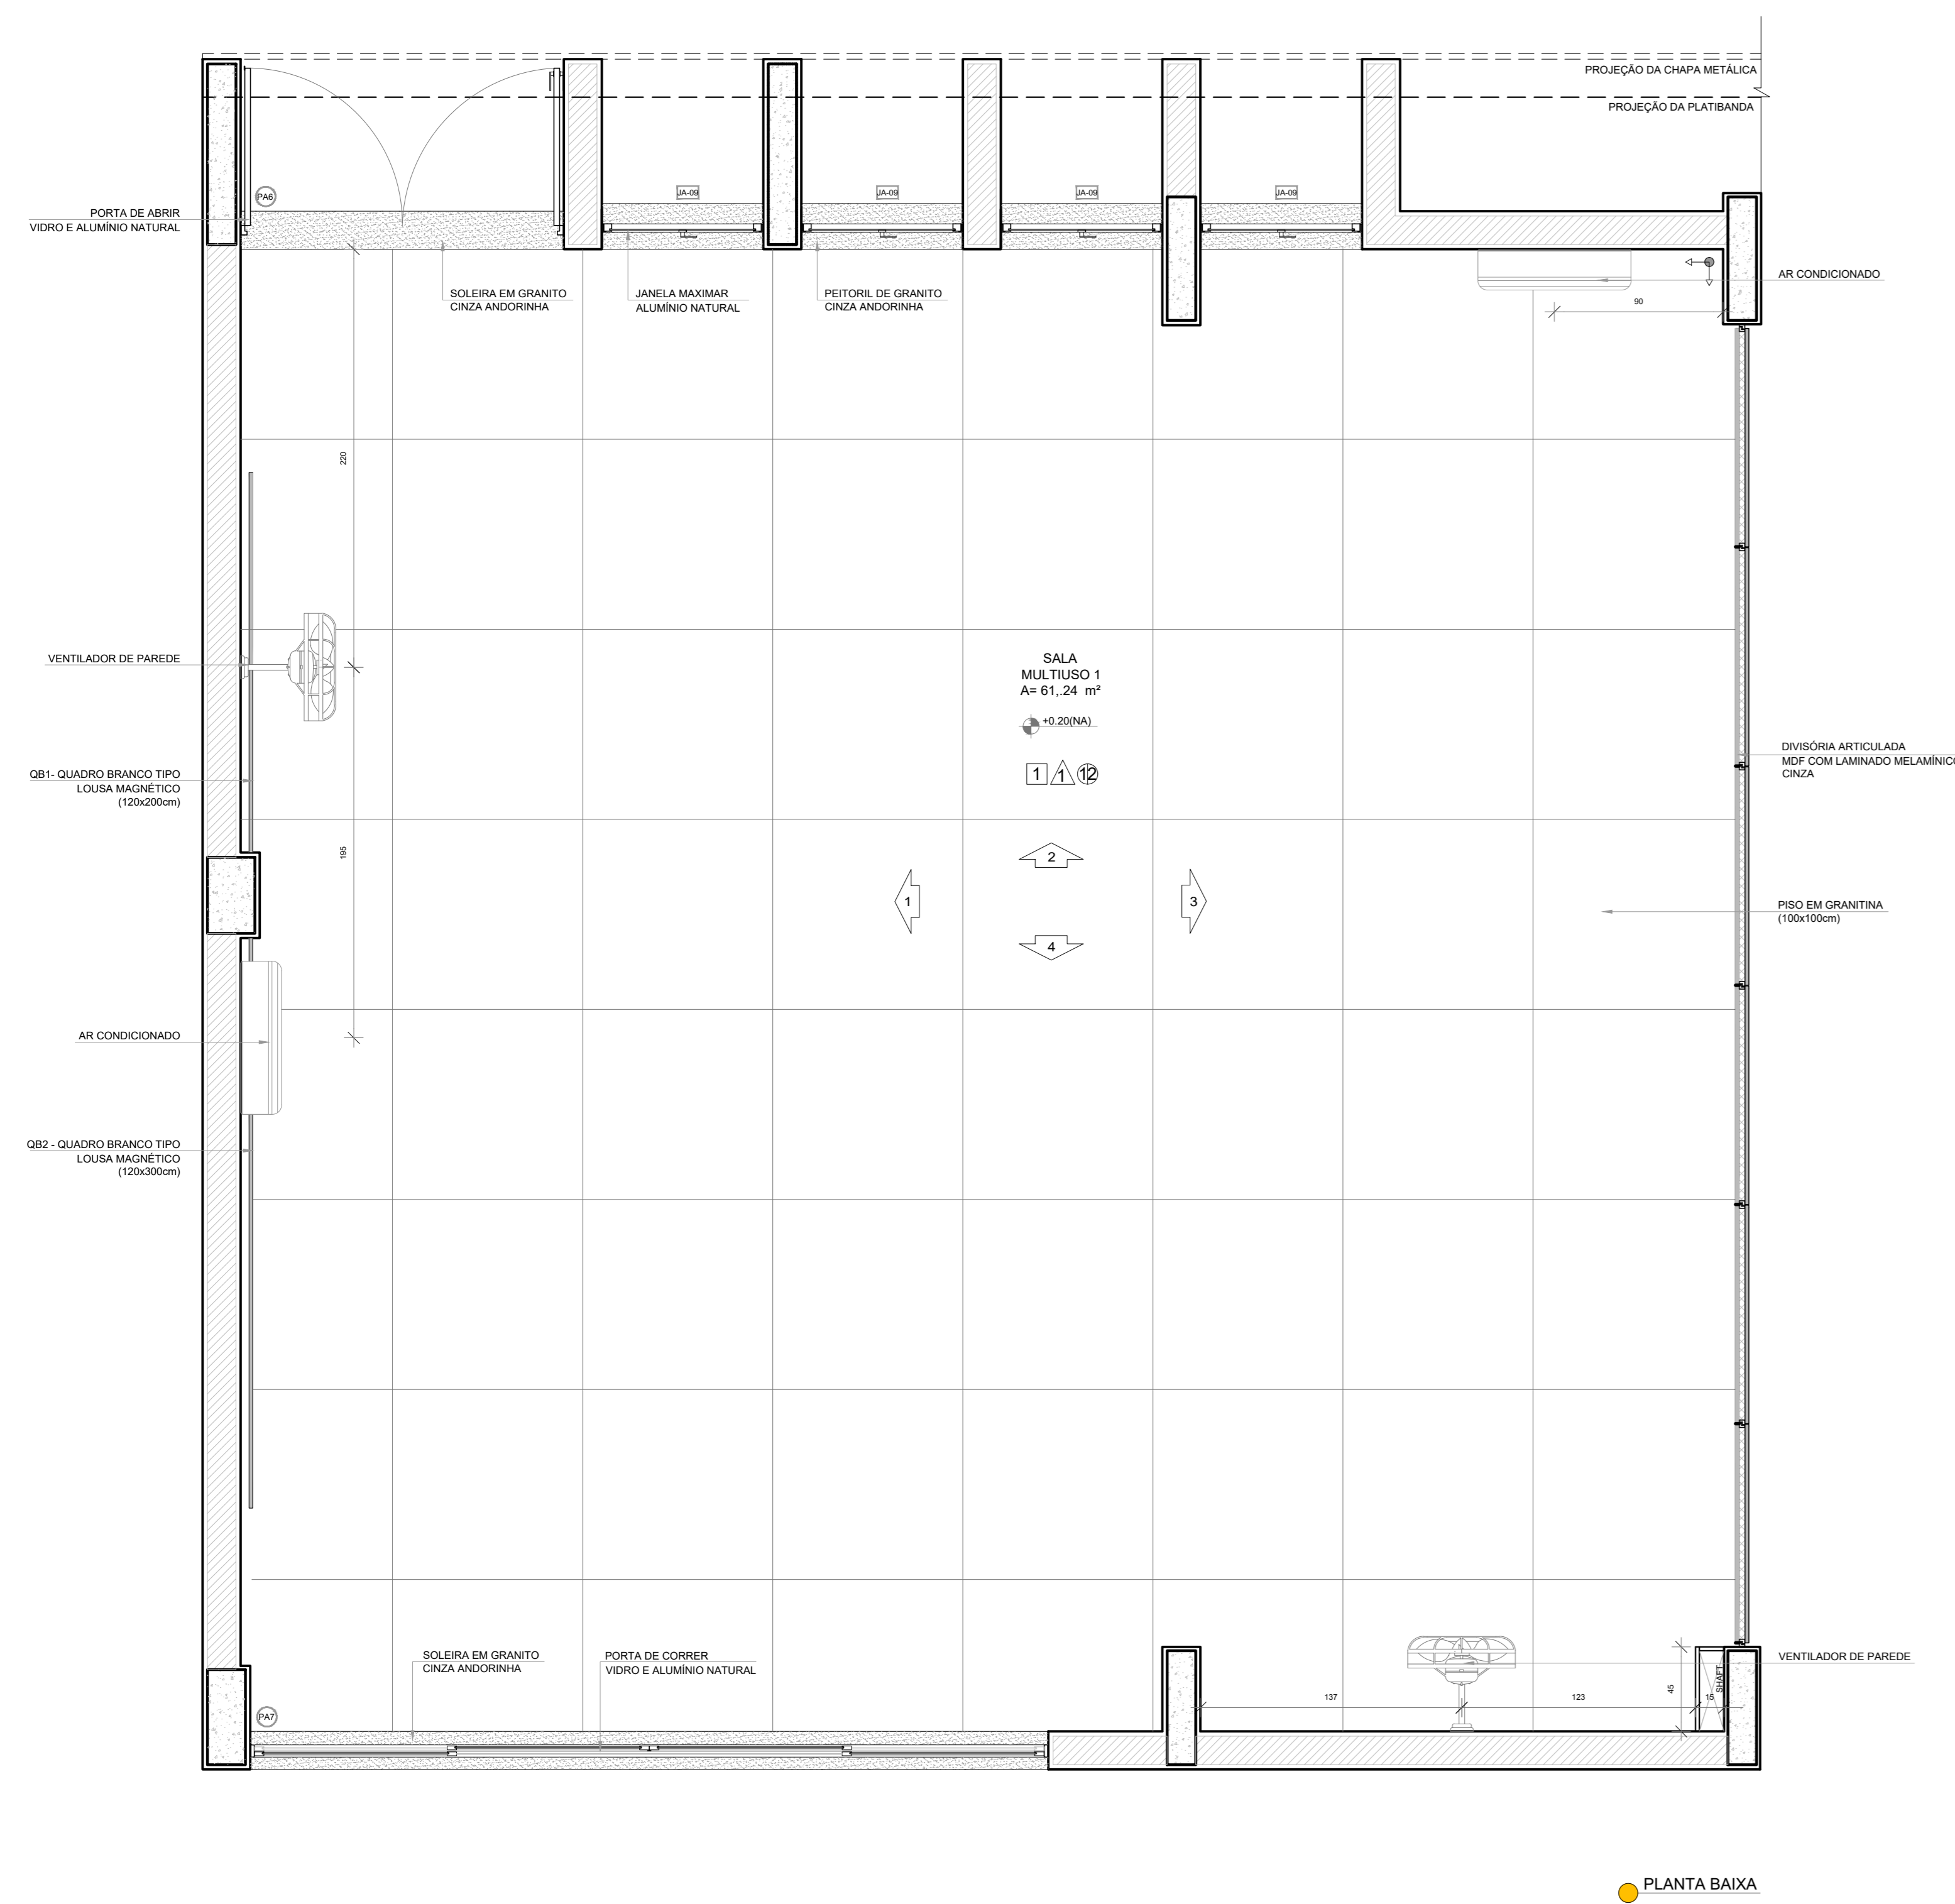 PROJEÇÃO DA CHAPA METÁLICA
PROJEÇÃO DA PLATIBANDA
PA6
JA-09
JA-09
JA-09
JA-09
PORTA DE ABRIR
VIDRO E ALUMÍNIO NATURAL
SOLEIRA EM GRANITO
CINZA ANDORINHA
JANELA MAXIMAR
ALUMÍNIO NATURAL
PEITORIL DE GRANITO
CINZA ANDORINHA
AR CONDICIONADO
90
220
VENTILADOR DE PAREDE
SALA
MULTIUSO 1
A= 61,.24 m²
+0.20(NA)
1
1
12
QB1- QUADRO BRANCO TIPO
LOUSA MAGNÉTICO
(120x200cm)
DIVISÓRIA ARTICULADA
MDF COM LAMINADO MELAMÍNICO
CINZA
195
2
1
3
4
PISO EM GRANITINA
(100x100cm)
AR CONDICIONADO
QB2 - QUADRO BRANCO TIPO
LOUSA MAGNÉTICO
(120x300cm)
SOLEIRA EM GRANITO
CINZA ANDORINHA
PORTA DE CORRER
VIDRO E ALUMÍNIO NATURAL
VENTILADOR DE PAREDE
PA7
137
123
45
15
SHAFT
PLANTA BAIXA